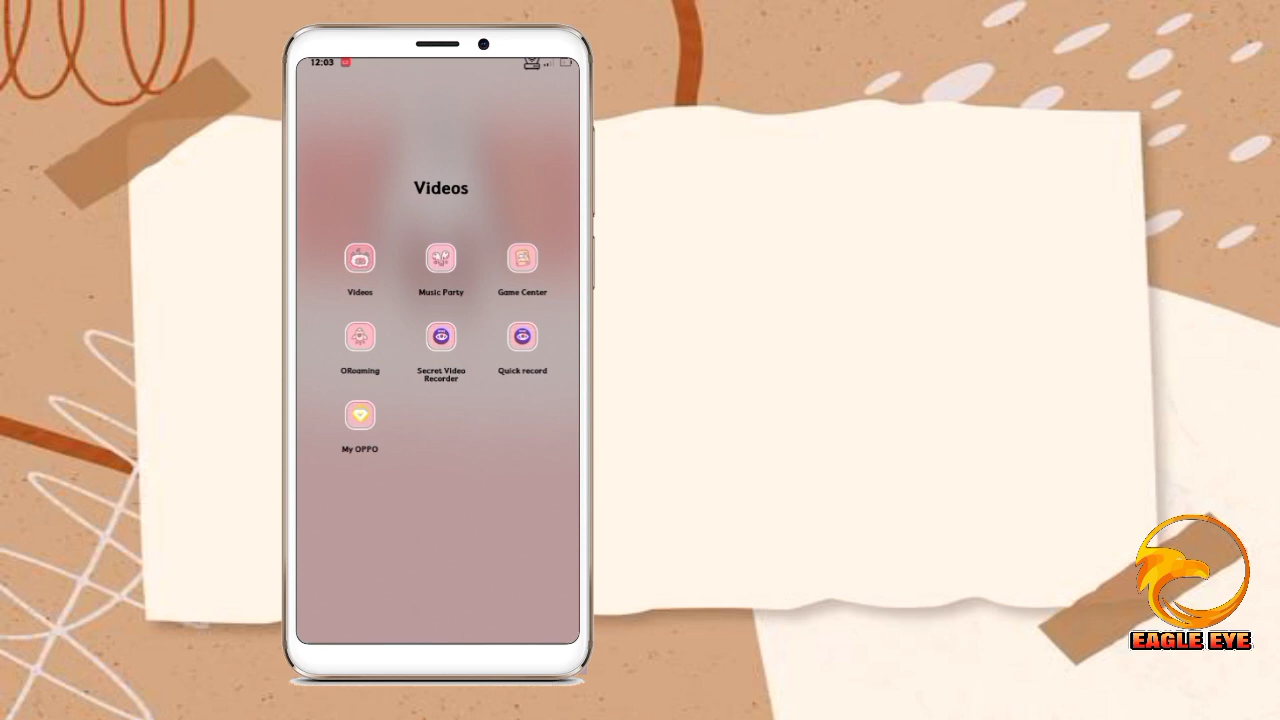 12:03
Videos
Videos
Music Party
Game Center
ORoaming
Secret Video
Recorder
Quick record
My OPPO
EAGLE EYE